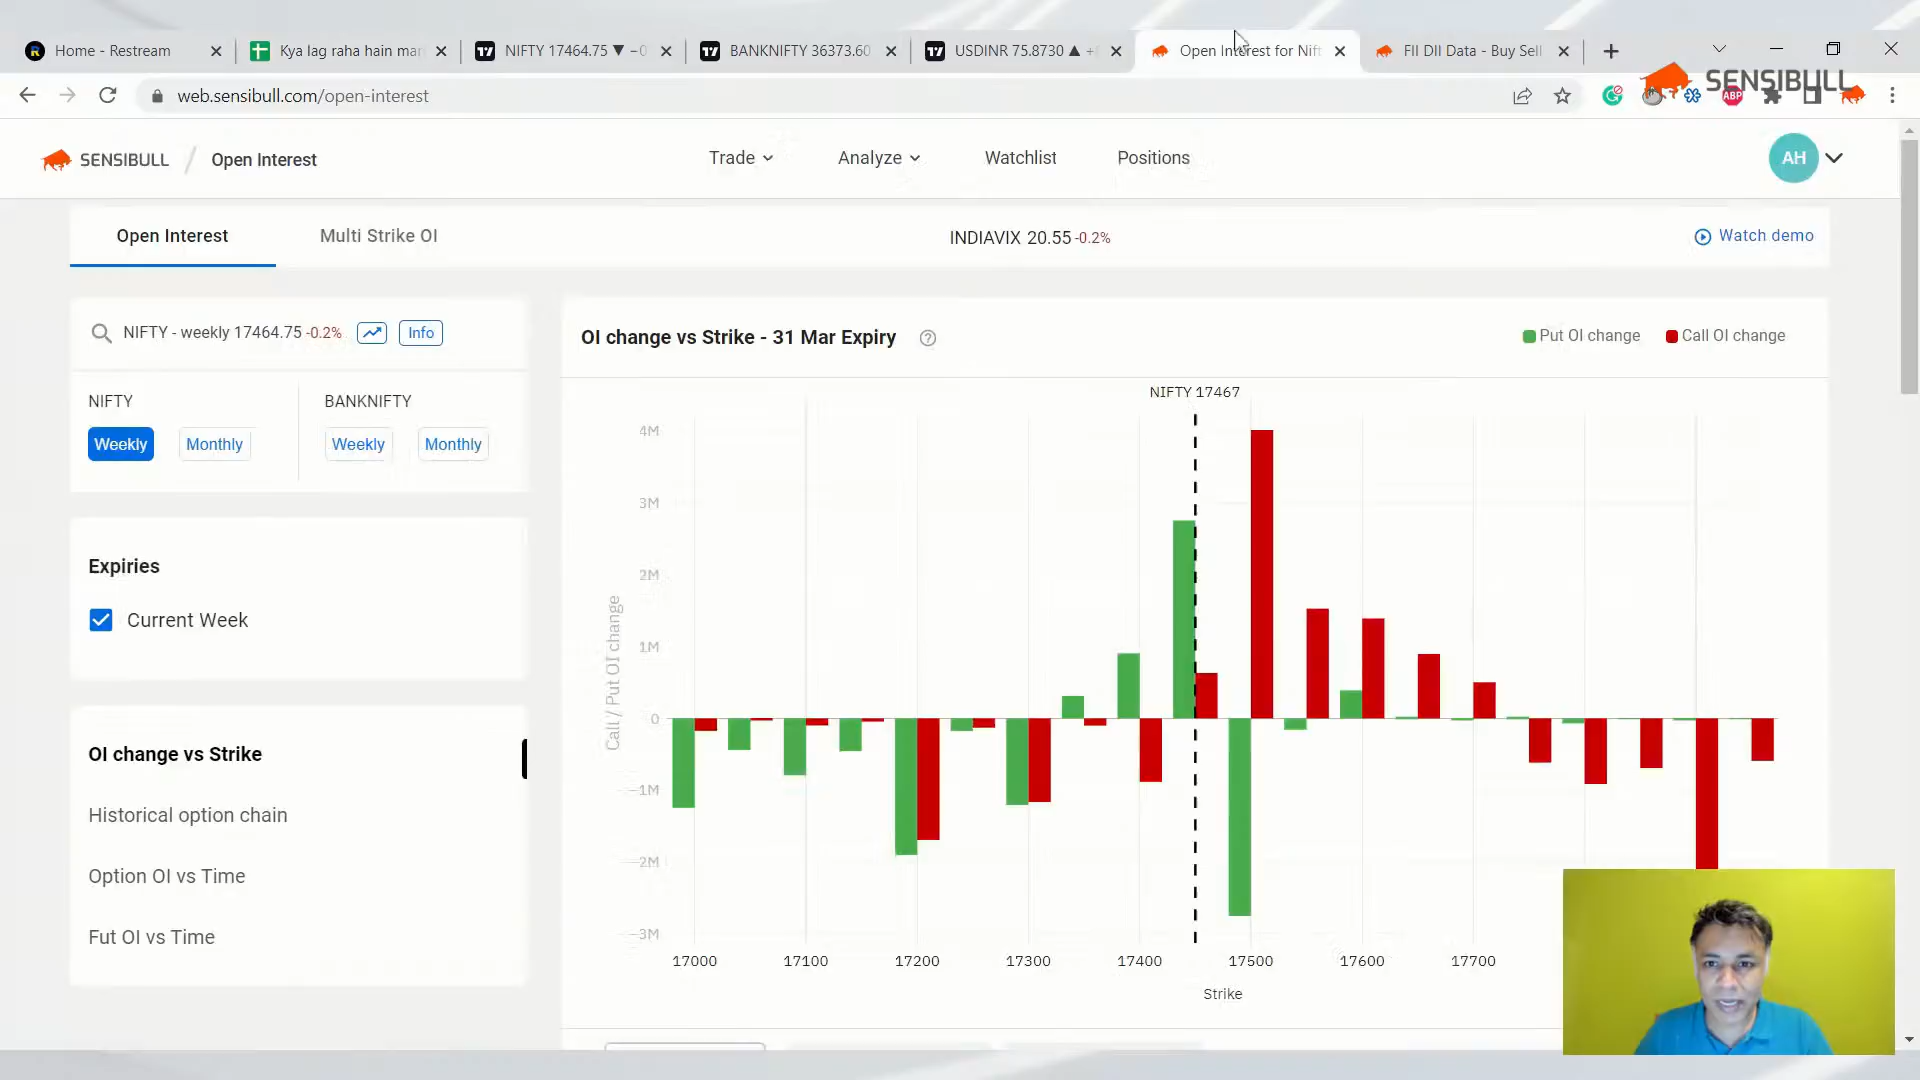 Home - Restream
Kya lag raha hain mar
NIFTY 17464.75 ▼ −0
BANKNIFTY 36373.60
USDINR 75.8730 ▲ +
Open Interest for Nift
FII DII Data - Buy Sell
web.sensibull.com/open-interest
SENSIBULL
ABP
SENSIBULL / Open Interest
Trade
Analyze
Watchlist
Positions
AH
Open Interest
Multi Strike OI
INDIAVIX 20.55 -0.2%
Watch demo
NIFTY - weekly 17464.75 -0.2%
Info
NIFTY
BANKNIFTY
Weekly
Monthly
Weekly
Monthly
Expiries
Current Week
OI change vs Strike
Historical option chain
Option OI vs Time
Fut OI vs Time
OI change vs Strike - 31 Mar Expiry
Put OI change
Call OI change
NIFTY 17467
4M
3M
2M
1M
0
−1M
−2M
−3M
Call / Put OI change
17000
17100
17200
17300
17400
17500
17600
17700
Strike